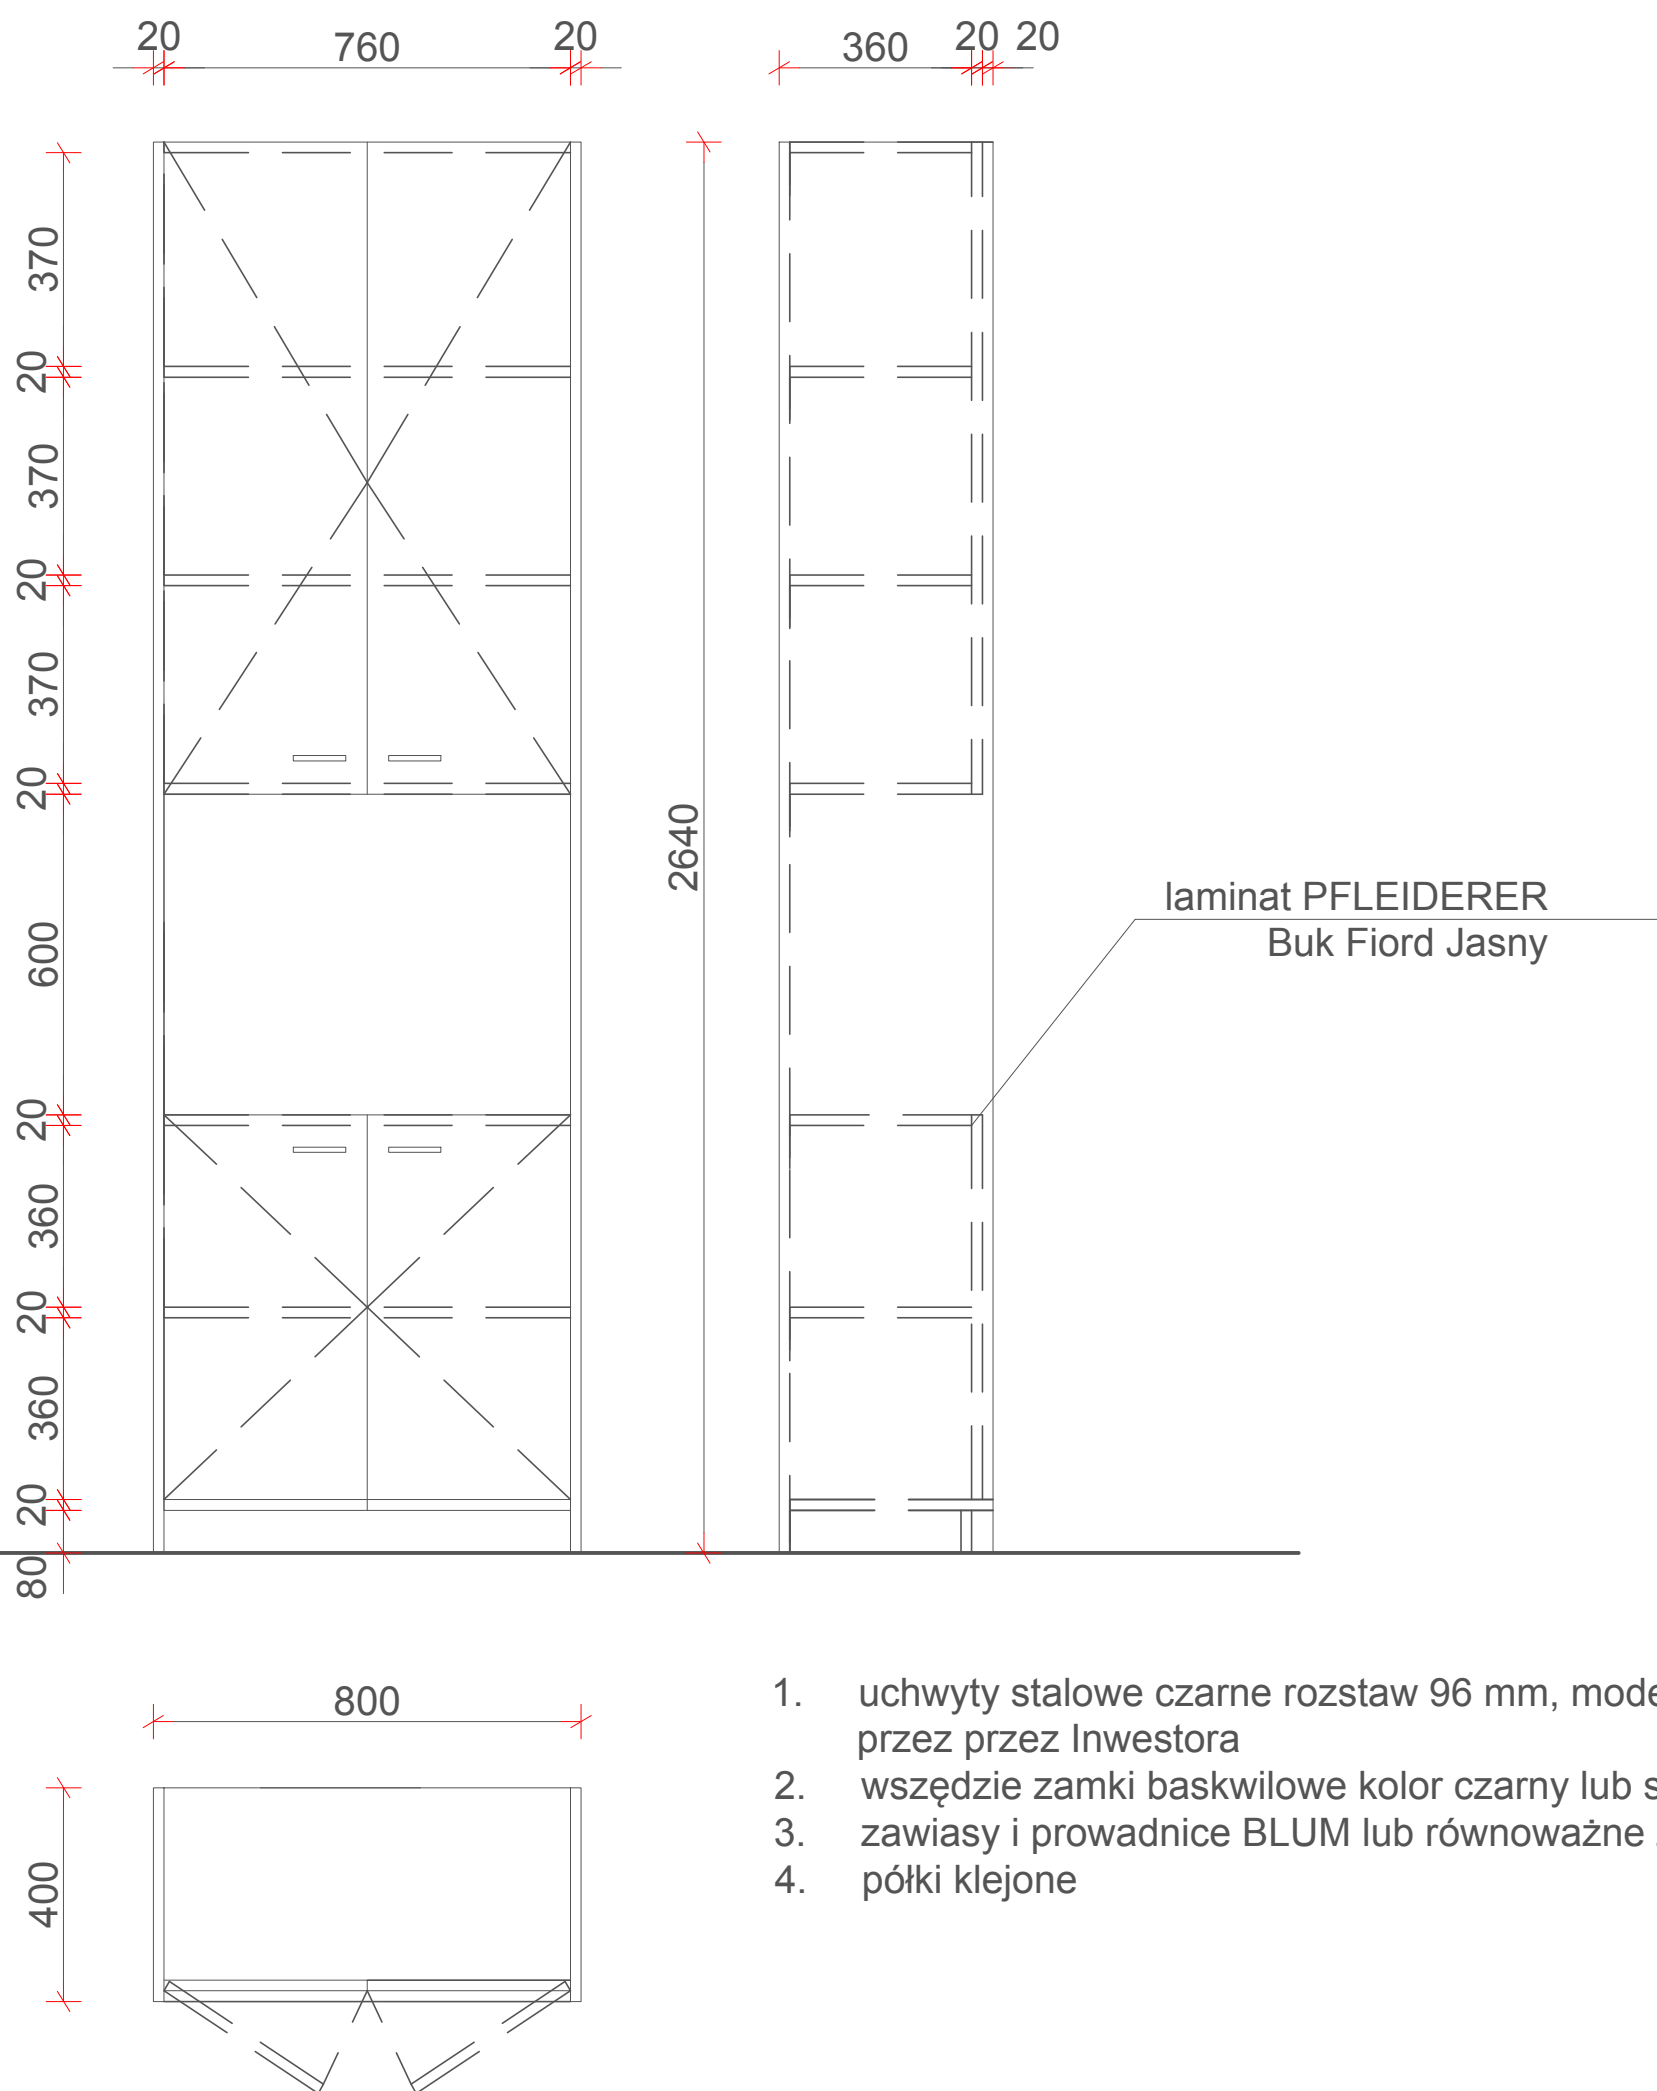 20 760 20 360 20 20
370
20
370
20
370
20
2640
600
laminat PFLEIDERER
Buk Fiord Jasny
20
360
20
360
20
80
800
400
1. uchwyty stalowe czarne rozstaw 96 mm,
przez przez Inwestora
2. wszędzie zamki baskwilowe kolor czarny lub
3. zawiasy i prowadnice BLUM lub równoważne
4. półki klejone